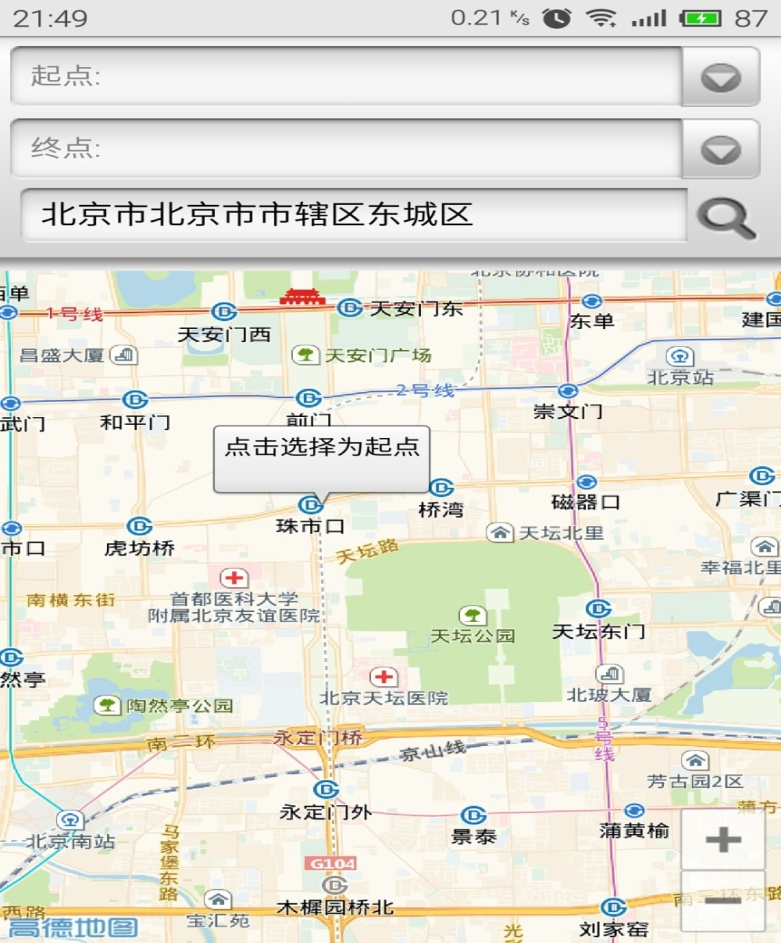 21:49
0.21 K/s
87
起点:
终点:
北京市北京市市辖区东城区
北京协和医院
西单
1号线
天安门西
天安门东
东单
建国
昌盛大厦
天安门广场
北京站
2号线
武门
和平门
前门
崇文门
点击选择为起点
珠市口
桥湾
磁器口
广渠门
市口
虎坊桥
天坛路
天坛北里
幸福北里
南横东街
首都医科大学
附属北京友谊医院
天坛公园
天坛东门
然亭
陶然亭公园
北京天坛医院
北玻大厦
南二环
永定门桥
京山线
5号线
芳古园2区
永定门外
景泰
蒲黄榆
蒲方
北京南站
马家堡东路
G104
木樨园桥北
宝汇苑
西路
高德地图
刘家窑